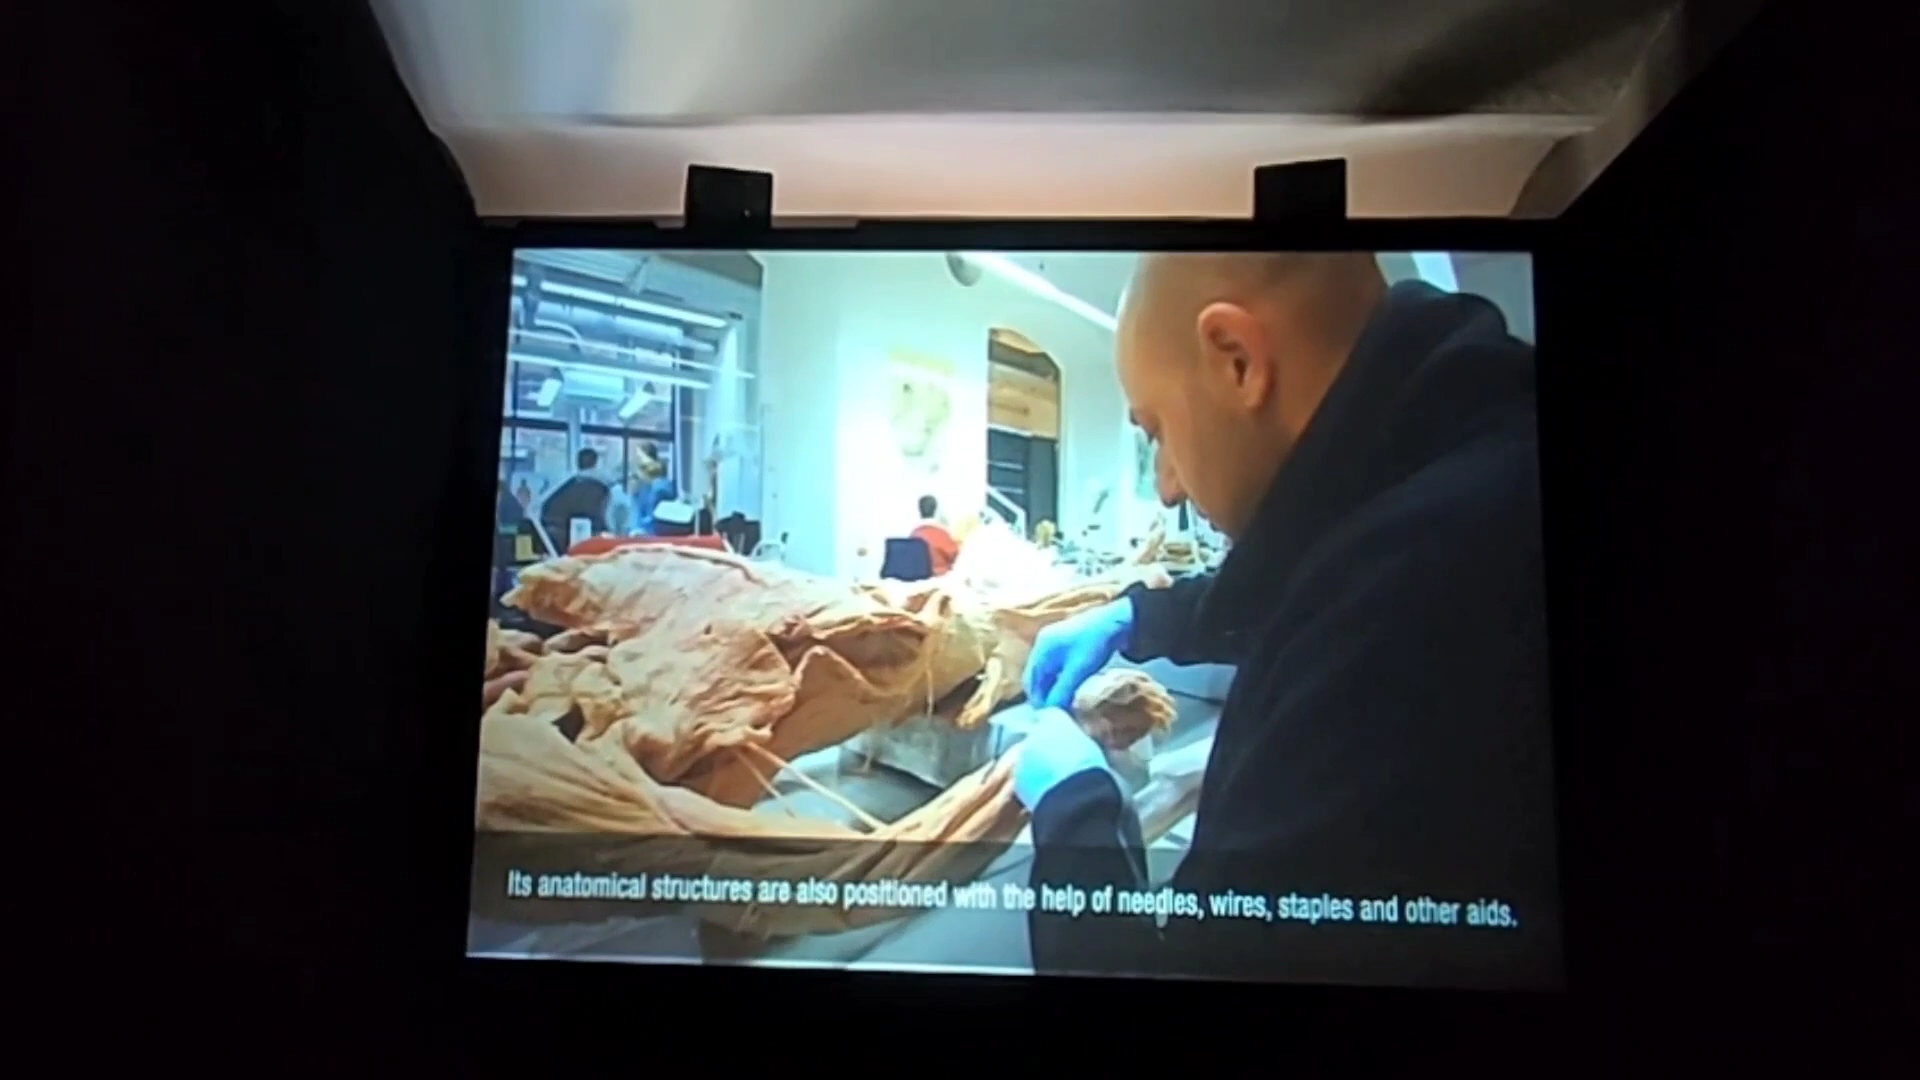 Its anatomical structures are also positioned with the help of needles, wires, staples and other aids.